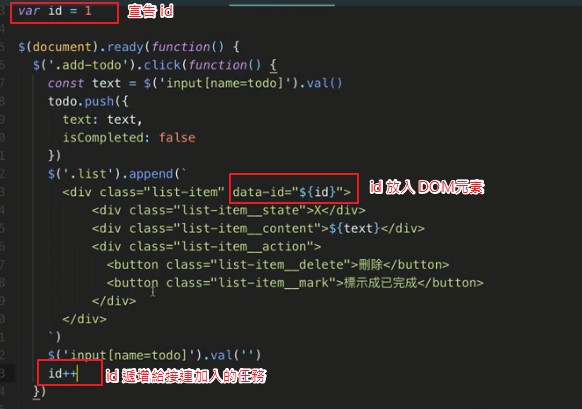 var id = 1
宣告 id
$(document).ready(function() {
$('.add-todo').click(function() {
const text = $('input[name=todo]').val()
todo.push({
text: text,
isCompleted: false
})
$('.list').append(`
<div class="list-item" data-id="${id}">
id 放入 DOM元素
<div class="list-item__state">X</div>
<div class="list-item__content">${text}</div>
<div class="list-item__action">
<button class="list-item__delete">刪除</button>
<button class="list-item__mark">標示成已完成</button>
</div>
</div>
`)
$('input[name=todo]').val('')
id++
id 遞增給接連加入的任務
})